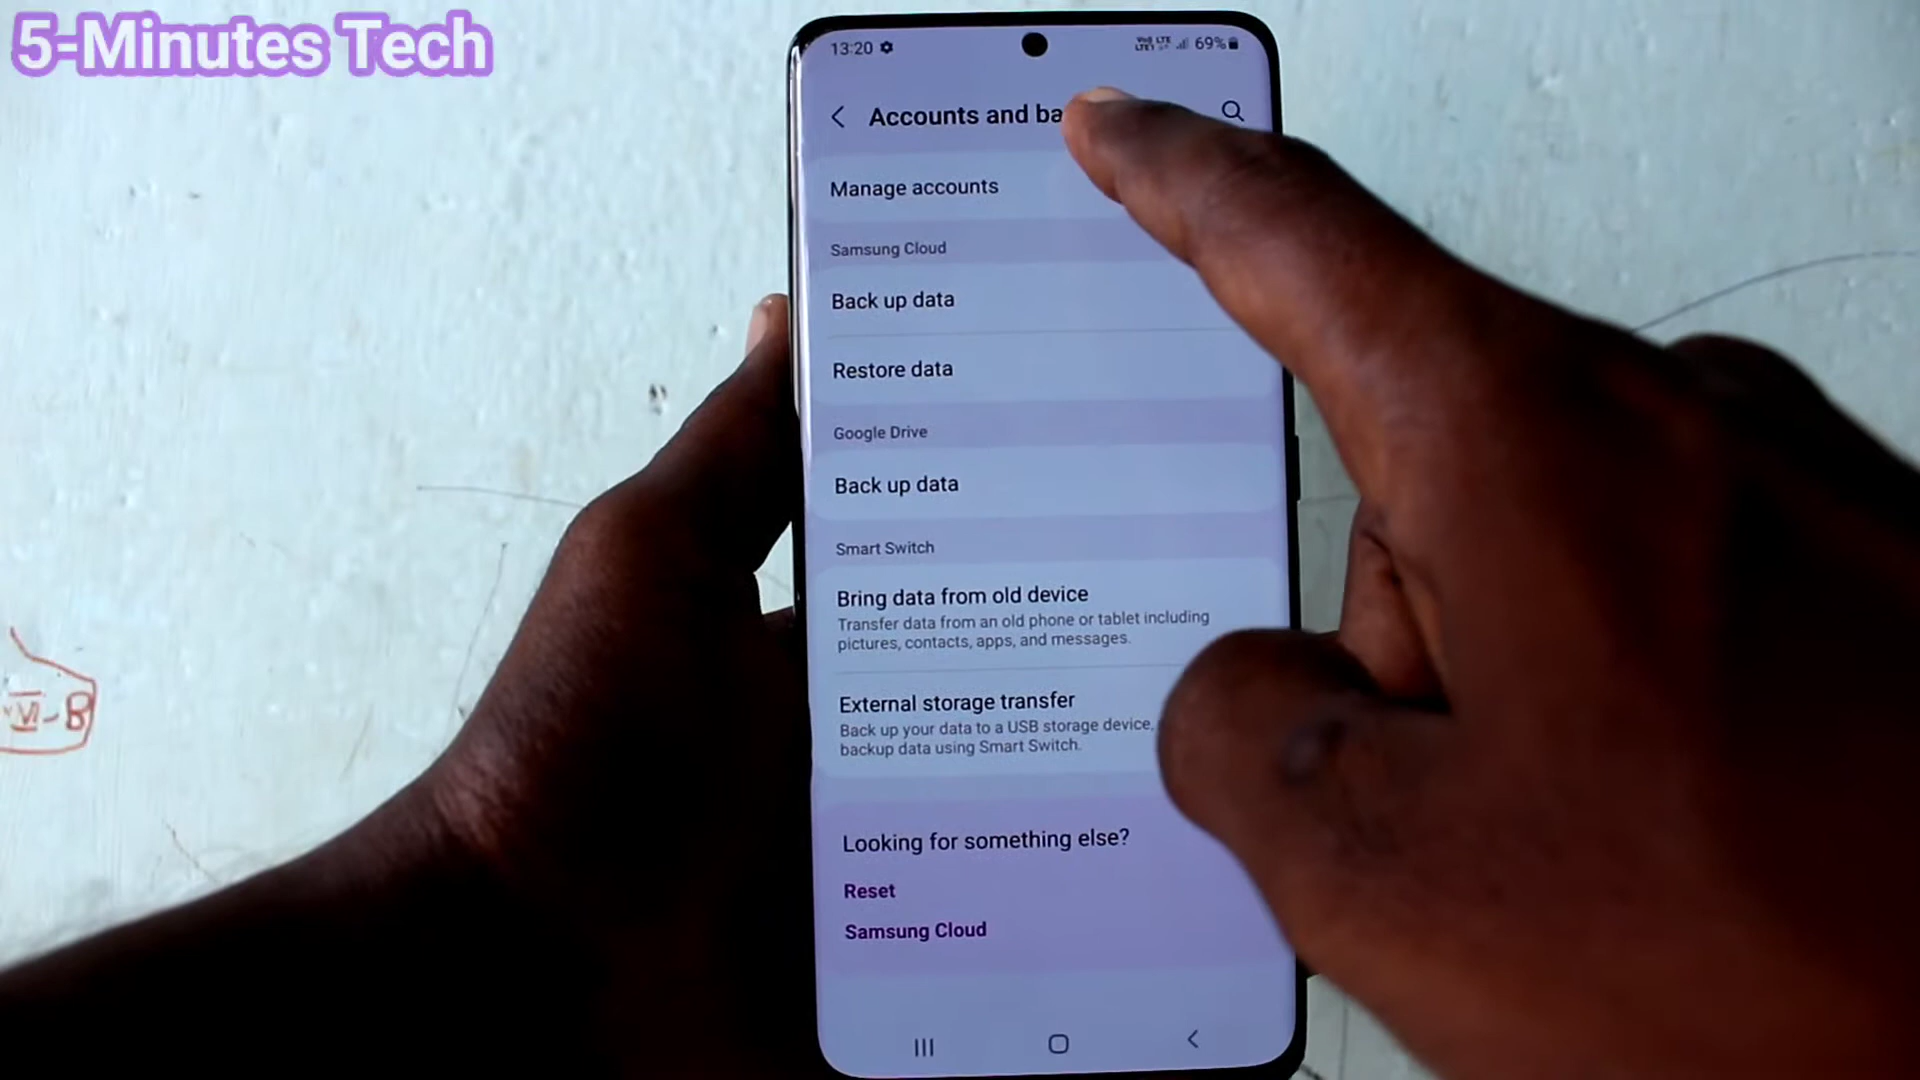 5-Minutes Tech
13:20
69%
Accounts and ba
Manage accounts
Samsung Cloud
Back up data
Restore data
Google Drive
Back up data
Smart Switch
Bring data from old device
Transfer data from an old phone or tablet including
pictures, contacts, apps, and messages.
External storage transfer
Back up your data to a USB storage device,
backup data using Smart Switch.
Looking for something else?
Reset
Samsung Cloud
VI-B